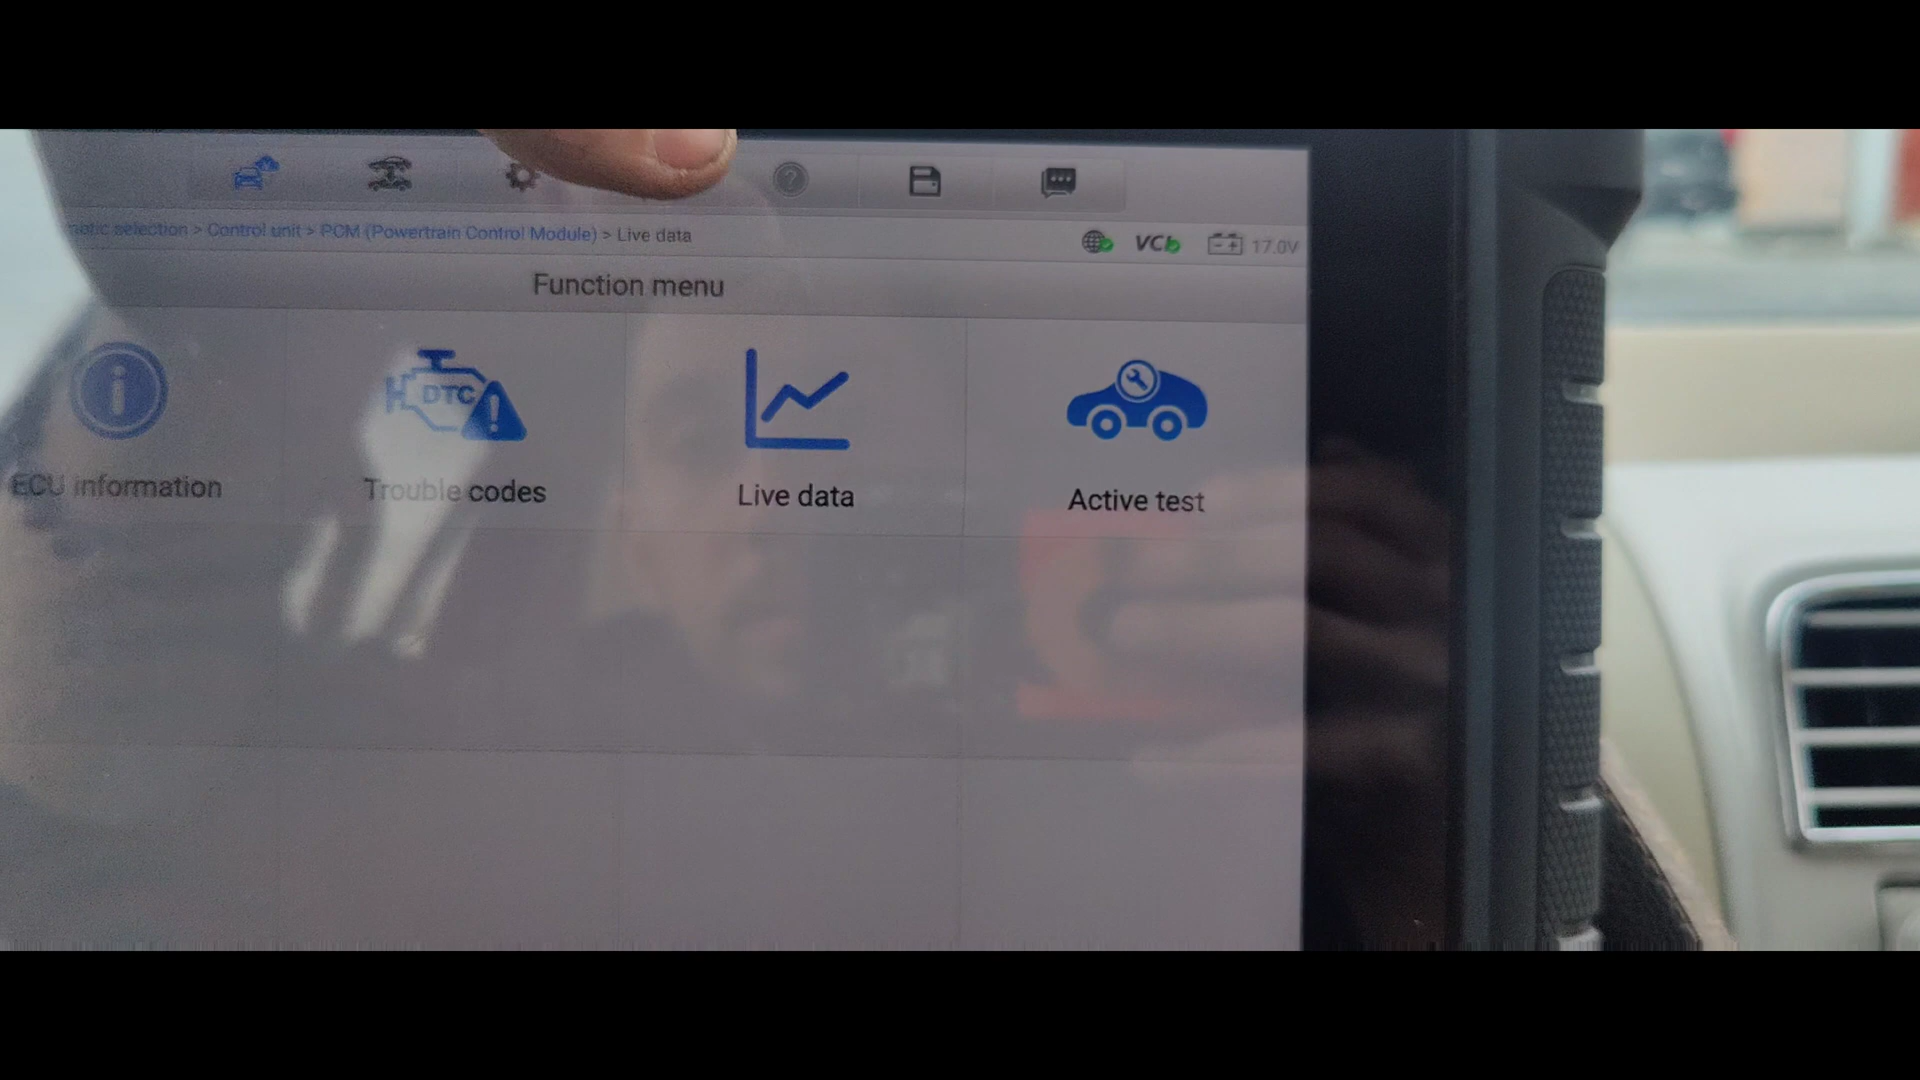 selection > Control unit > PCM (Powertrain Control Module) > Live data
VCI 17.0V
Function menu
DTC
ECU information Trouble codes Live data Active test